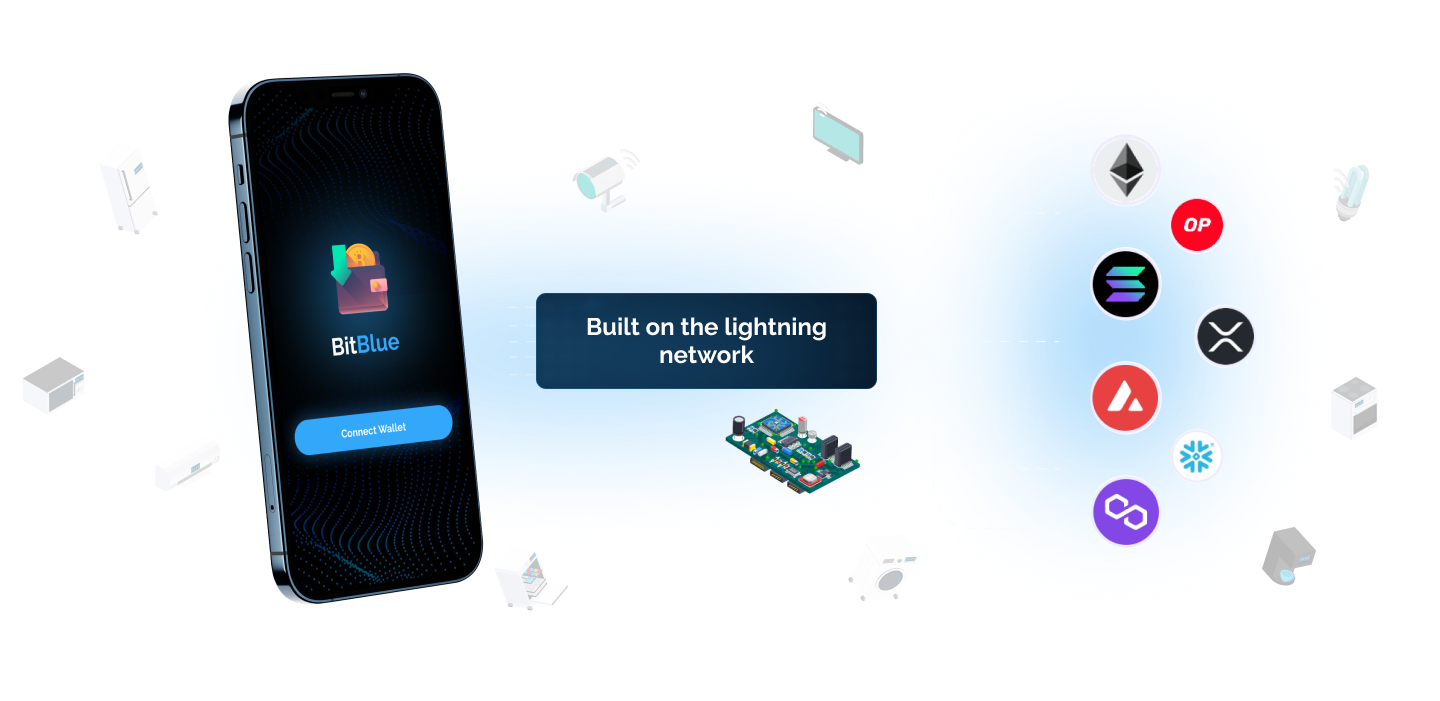 BitBlue
Connect Wallet
Built on the lightning
network
OP